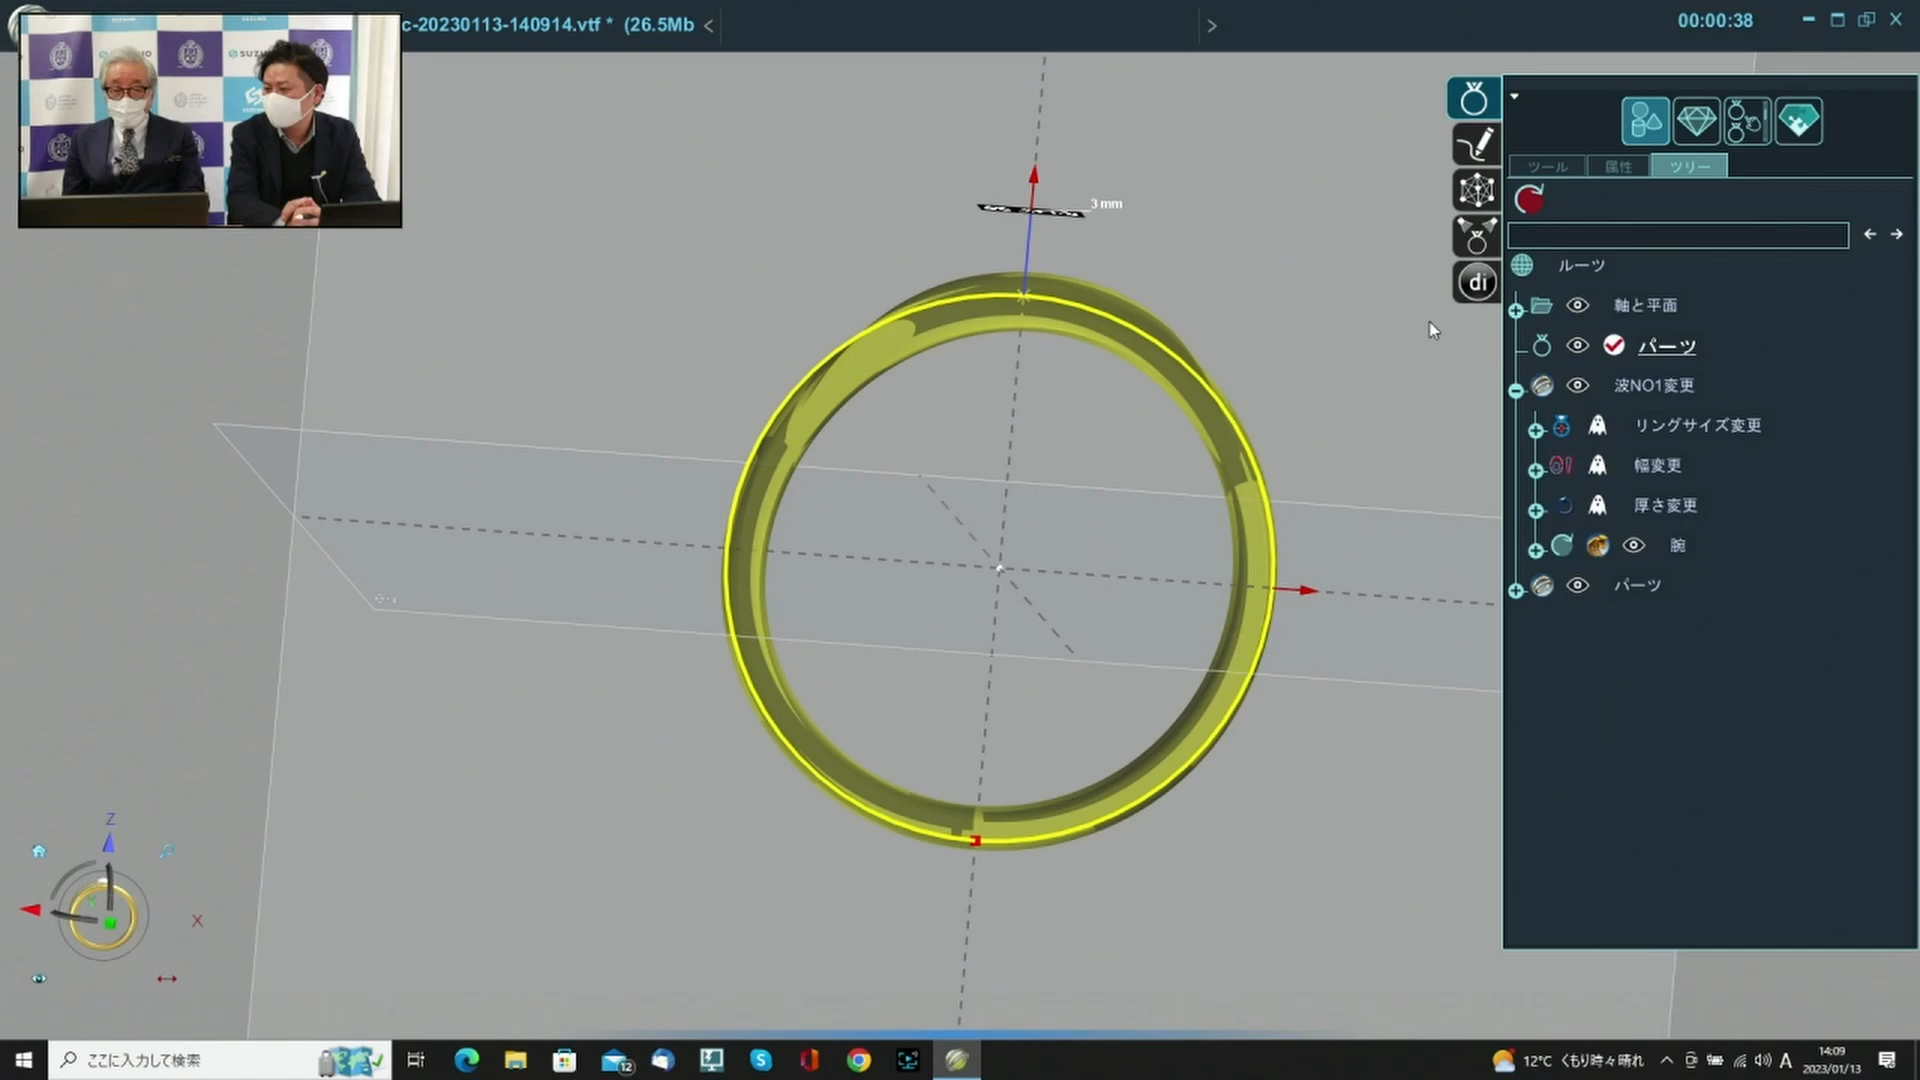 c-20230113-140914.vtf * (26.5Mb
00:00:38
3 mm
di
ツール
属性
ツリー
ルーツ
軸と平面
パーツ
波NO1変更
リングサイズ変更
幅変更
厚さ変更
腕
パーツ
Z
X
ここに入力して検索
12
12°C くもり時々晴れ
A
14:09
2023/01/13